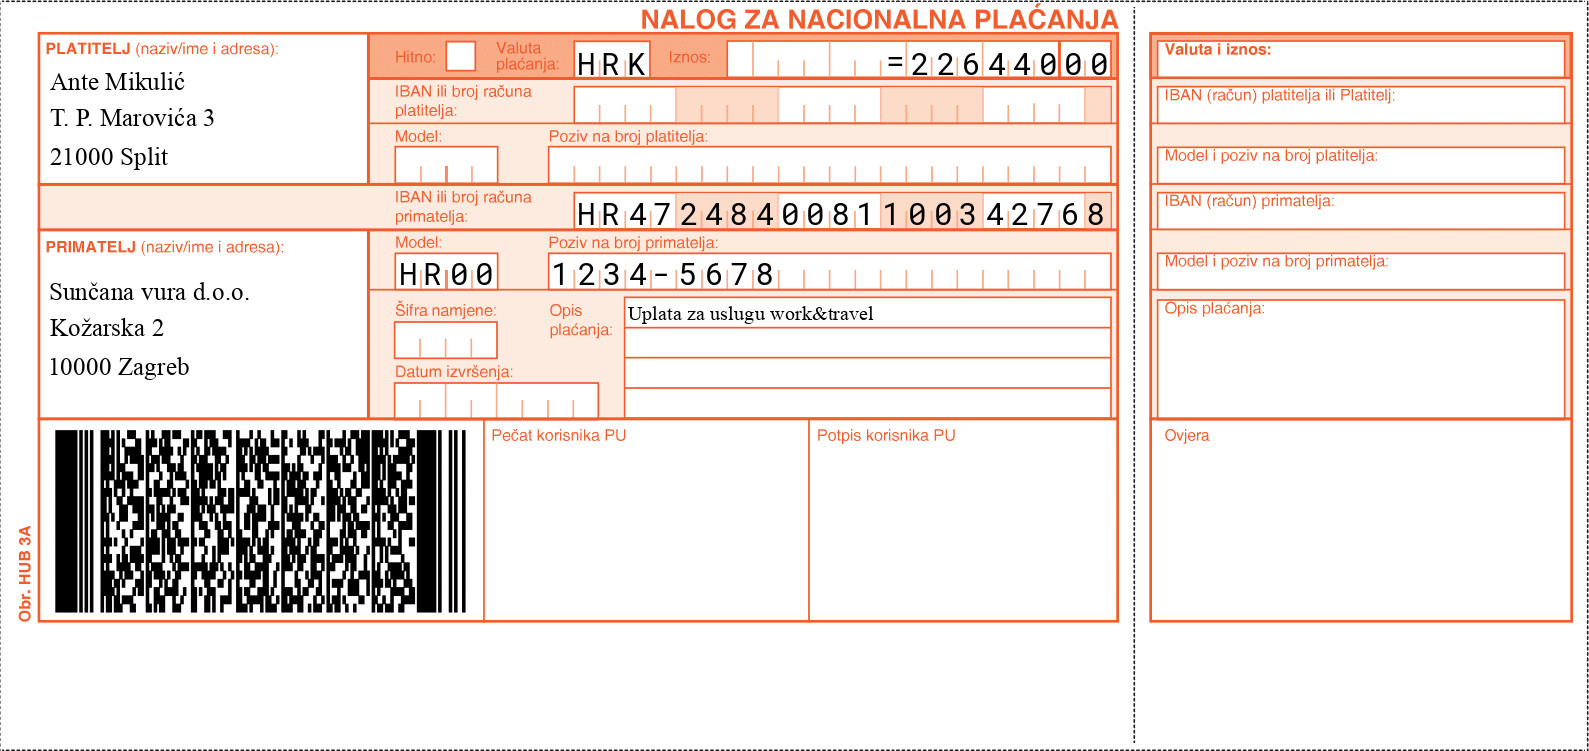 NALOG ZA NACIONALNA PLAĆANJA
PLATITELJ (naziv/ime i adresa):
Ante Mikulić
T. P. Marovića 3
21000 Split
Hitno:
Valuta plaćanja:
HRK
Iznos:
=22644000
IBAN ili broj računa platitelja:
Model:
Poziv na broj platitelja:
IBAN ili broj računa primatelja:
HR4724840081100342768
PRIMATELJ (naziv/ime i adresa):
Sunčana vura d.o.o.
Kožarska 2
10000 Zagreb
Model:
HR00
Poziv na broj primatelja:
1234-5678
Šifra namjene:
Opis plaćanja:
Uplata za uslugu work&travel
Datum izvršenja:
Pečat korisnika PU
Potpis korisnika PU
Obr. HUB 3A
Valuta i iznos:
IBAN (račun) platitelja ili Platitelj:
Model i poziv na broj platitelja:
IBAN (račun) primatelja:
Model i poziv na broj primatelja:
Opis plaćanja:
Ovjera